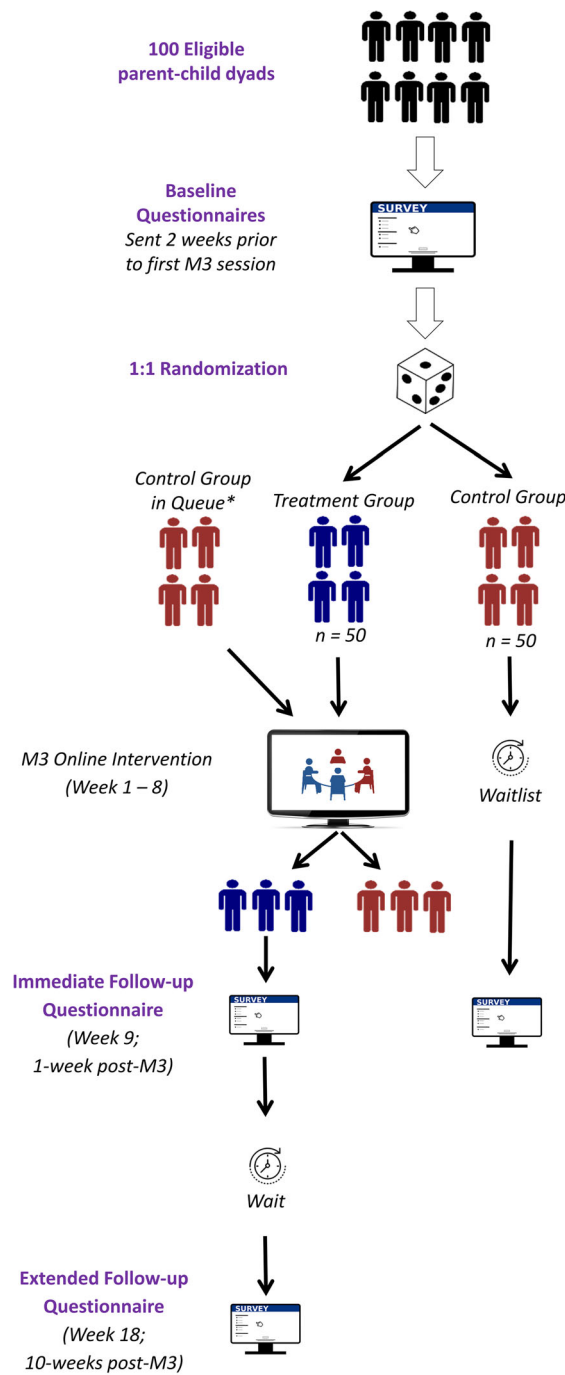 100 Eligible
parent-child dyads
Baseline
Questionnaires
Sent 2 weeks prior
to first M3 session
SURVEY
1:1 Randomization
Control Group
in Queue*
Treatment Group
n = 50
Control Group
n = 50
M3 Online Intervention
(Week 1 – 8)
Waitlist
Immediate Follow-up
Questionnaire
(Week 9;
1-week post-M3)
SURVEY
SURVEY
Wait
Extended Follow-up
Questionnaire
(Week 18;
10-weeks post-M3)
SURVEY